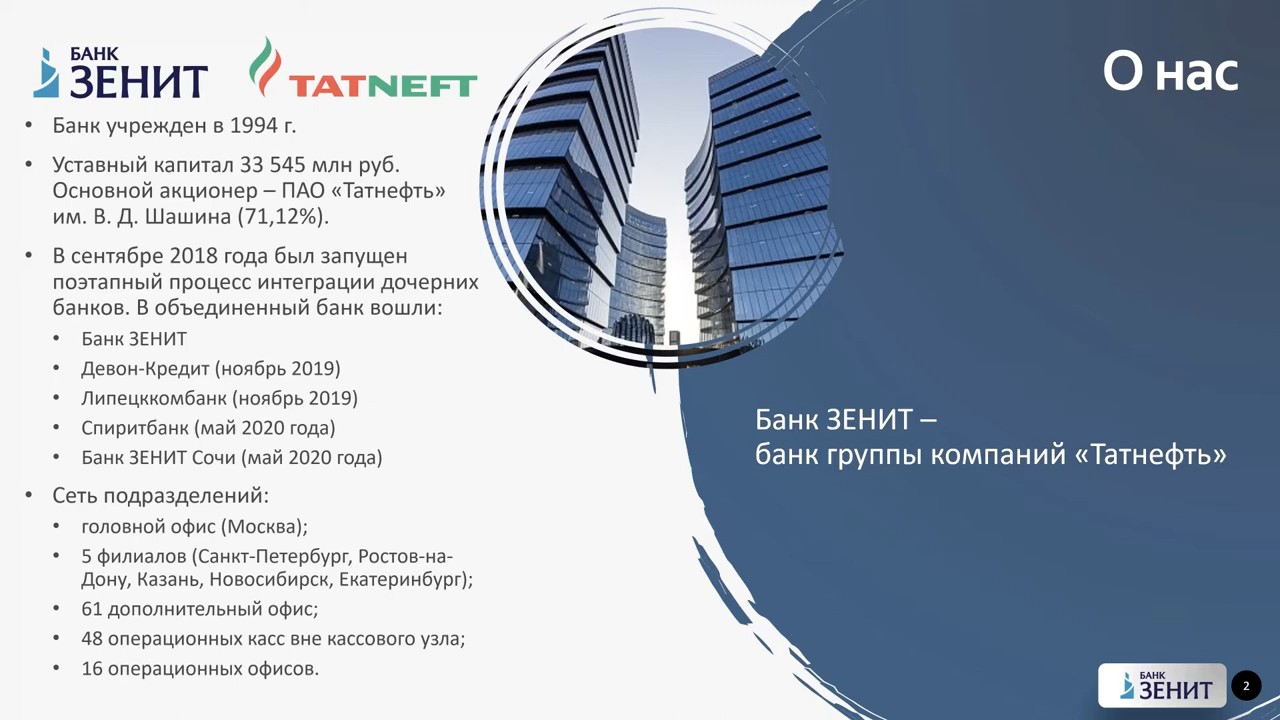 БАНК
ЗЕНИТ
TATNEFT
О нас
• Банк учрежден в 1994 г.
• Уставный капитал 33 545 млн руб.
Основной акционер – ПАО «Татнефть»
им. В. Д. Шашина (71,12%).
• В сентябре 2018 года был запущен
поэтапный процесс интеграции дочерних
банков. В объединенный банк вошли:
• Банк ЗЕНИТ
• Девон-Кредит (ноябрь 2019)
• Липецккомбанк (ноябрь 2019)
• Спиритбанк (май 2020 года)
• Банк ЗЕНИТ Сочи (май 2020 года)
• Сеть подразделений:
• головной офис (Москва);
• 5 филиалов (Санкт-Петербург, Ростов-на-
Дону, Казань, Новосибирск, Екатеринбург);
• 61 дополнительный офис;
• 48 операционных касс вне кассового узла;
• 16 операционных офисов.
Банк ЗЕНИТ –
банк группы компаний «Татнефть»
БАНК
ЗЕНИТ
2